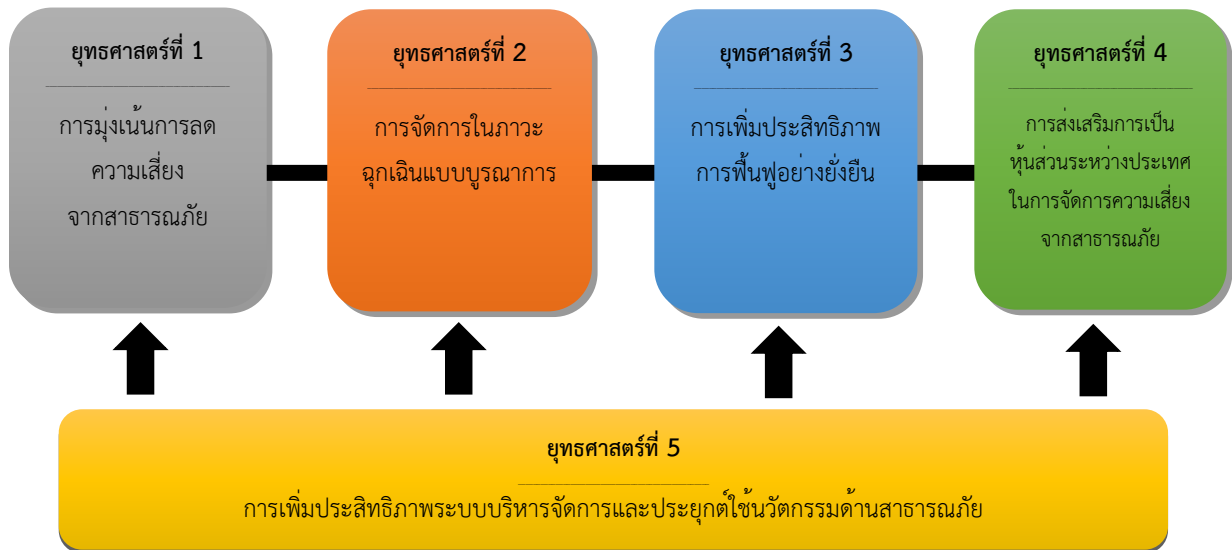 ยุทธศาสตร์ที่ 1
การมุ่งเน้นการลด
ความเสี่ยง
จากสาธารณภัย
ยุทธศาสตร์ที่ 2
การจัดการในภาวะ
ฉุกเฉินแบบบูรณาการ
ยุทธศาสตร์ที่ 3
การเพิ่มประสิทธิภาพ
การฟื้นฟูอย่างยั่งยืน
ยุทธศาสตร์ที่ 4
การส่งเสริมการเป็น
หุ้นส่วนระหว่างประเทศ
ในการจัดการความเสี่ยง
จากสาธารณภัย
ยุทธศาสตร์ที่ 5
การเพิ่มประสิทธิภาพระบบบริหารจัดการและประยุกต์ใช้นวัตกรรมด้านสาธารณภัย